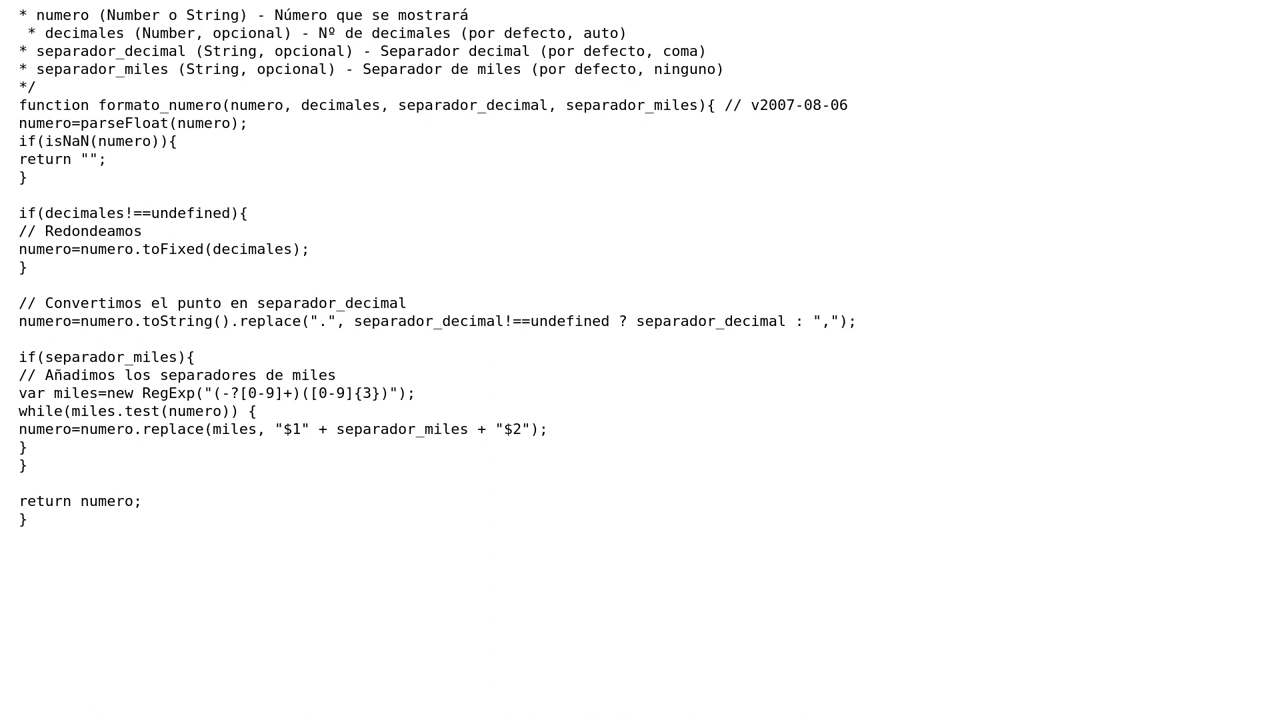 * numero (Number o String) - Número que se mostrará
* decimales (Number, opcional) - Nº de decimales (por defecto, auto)
* separador_decimal (String, opcional) - Separador decimal (por defecto, coma)
* separador_miles (String, opcional) - Separador de miles (por defecto, ninguno)
*/
function formato_numero(numero, decimales, separador_decimal, separador_miles){ // v2007-08-06
numero=parseFloat(numero);
if(isNaN(numero)){
return "";
}

if(decimales!==undefined){
// Redondeamos
numero=numero.toFixed(decimales);
}

// Convertimos el punto en separador_decimal
numero=numero.toString().replace(".", separador_decimal!==undefined ? separador_decimal : ",");

if(separador_miles){
// Añadimos los separadores de miles
var miles=new RegExp("(-?[0-9]+)([0-9]{3})");
while(miles.test(numero)) {
numero=numero.replace(miles, "$1" + separador_miles + "$2");
}
}

return numero;
}